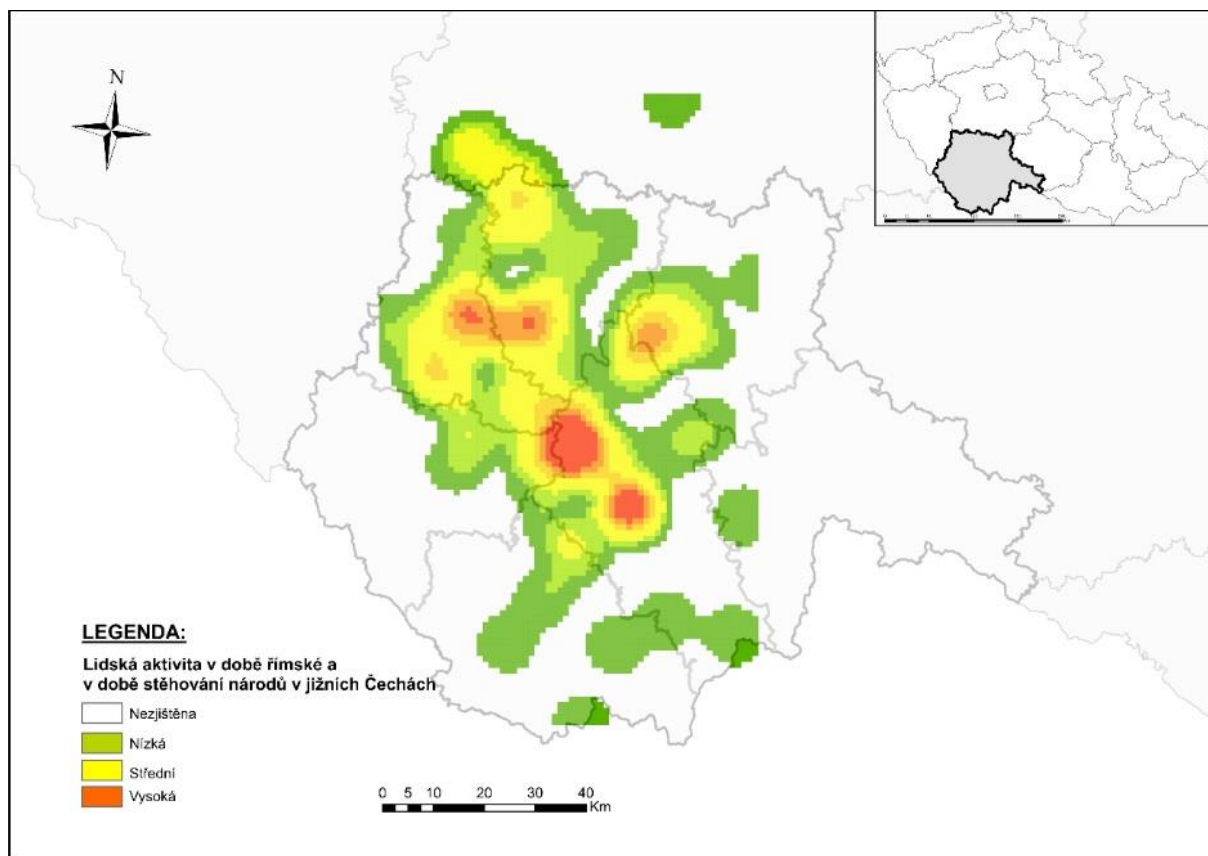 N
LEGENDA:
Lidská aktivita v době římské a
v době stěhování národů v jižních Čechách
Nezjištěna
Nízká
Střední
Vysoká
0 5 10 20 30 40
Km